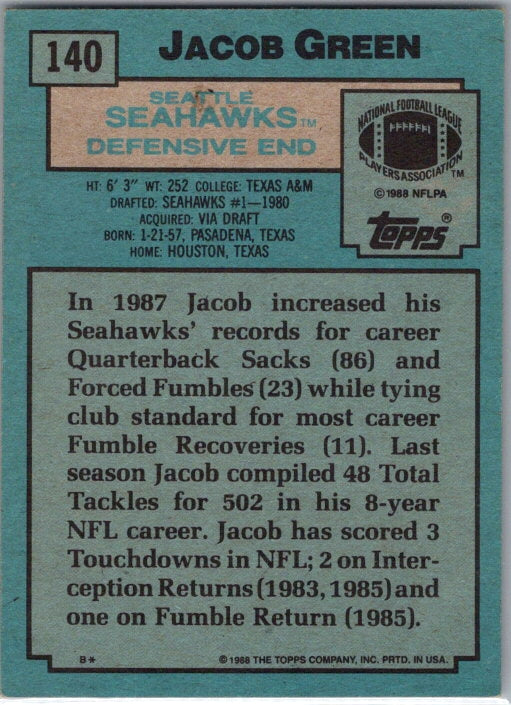 140
JACOB GREEN
SEATTLE
SEAHAWKS™
DEFENSIVE END
NATIONAL FOOTBALL LEAGUE
PLAYERS ASSOCIATION™
©1988 NFLPA
TOPPS®
HT: 6' 3" WT: 252 COLLEGE: TEXAS A&M
DRAFTED: SEAHAWKS #1—1980
ACQUIRED: VIA DRAFT
BORN: 1-21-57, PASADENA, TEXAS
HOME: HOUSTON, TEXAS
In 1987 Jacob increased his
Seahawks' records for career
Quarterback Sacks (86) and
Forced Fumbles (23) while tying
club standard for most career
Fumble Recoveries (11). Last
season Jacob compiled 48 Total
Tackles for 502 in his 8-year
NFL career. Jacob has scored 3
Touchdowns in NFL; 2 on Inter-
ception Returns (1983, 1985) and
one on Fumble Return (1985).
B*
©1988 THE TOPPS COMPANY, INC. PRTD. IN USA.